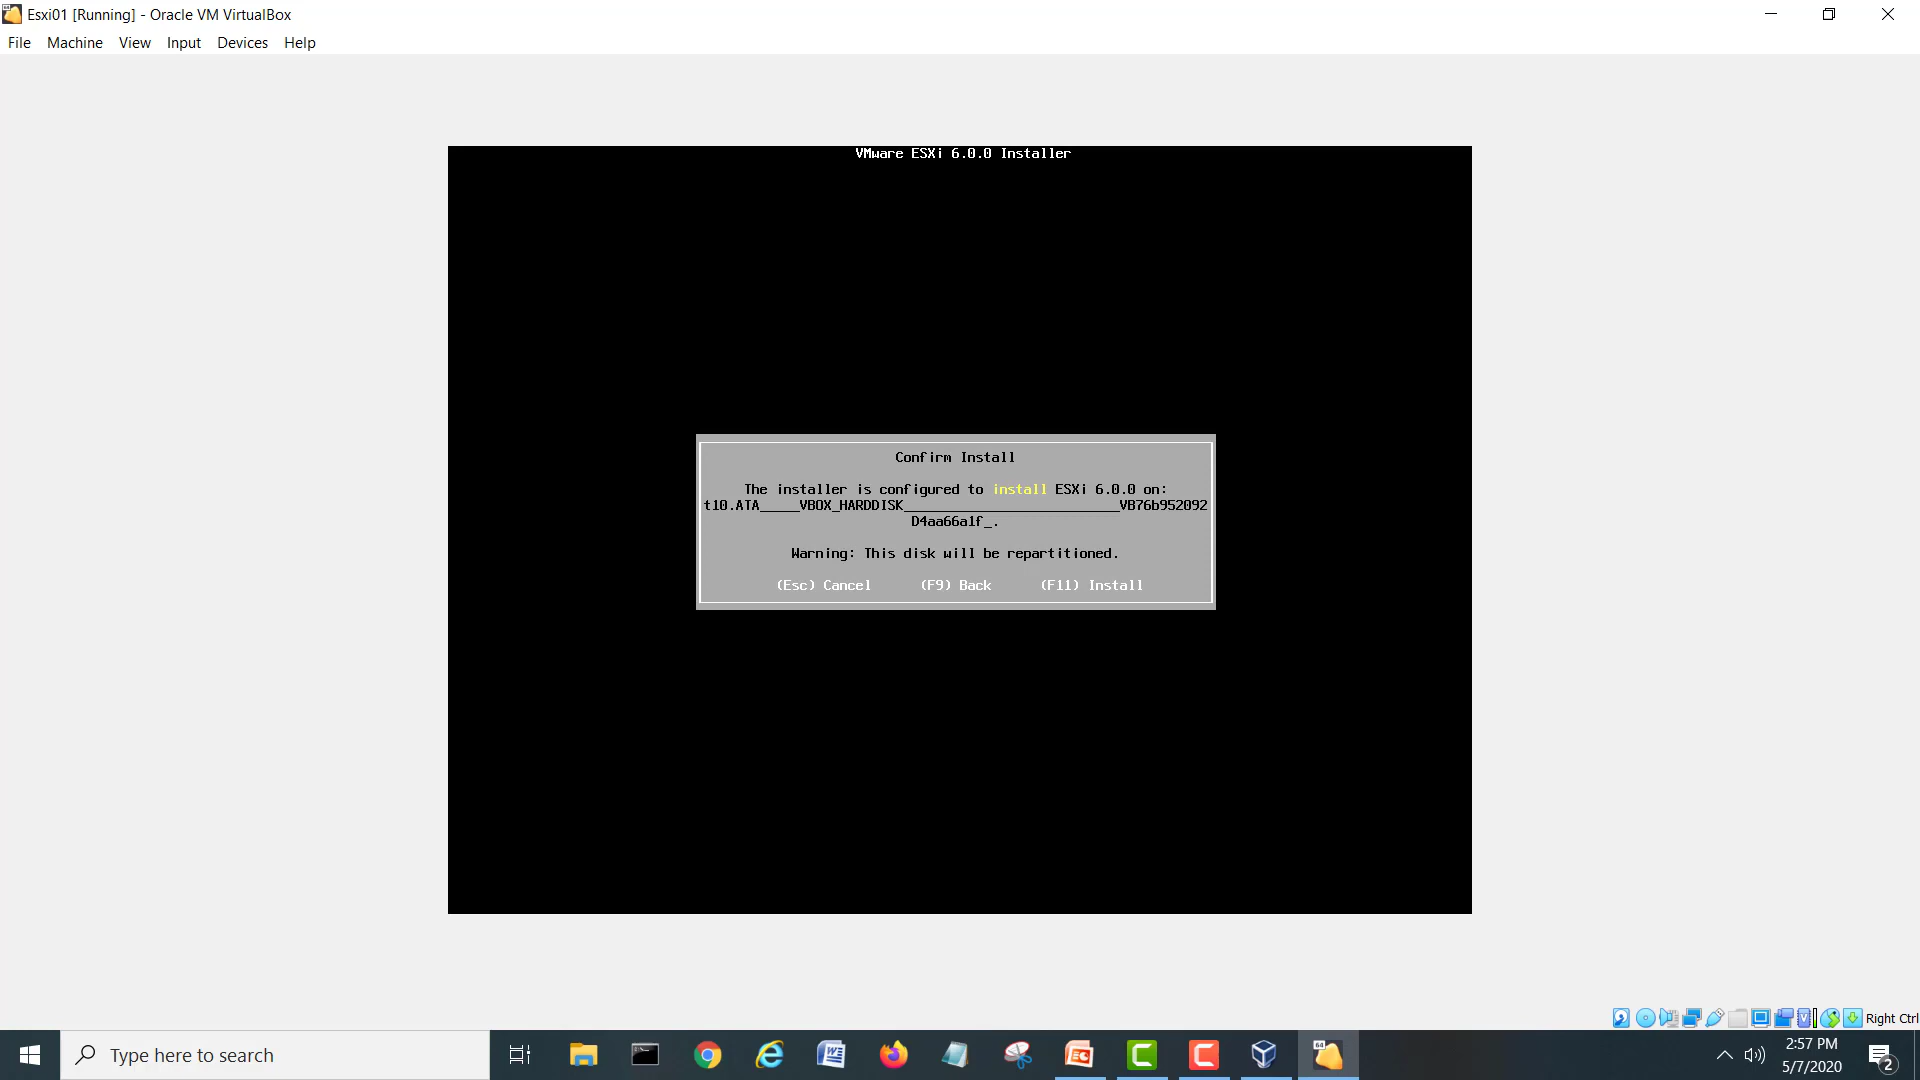 Esxi01 [Running] - Oracle VM VirtualBox
File Machine View Input Devices Help
VMware ESXi 6.0.0 Installer
Confirm Install
The installer is configured to install ESXi 6.0.0 on:
t10.ATA_____VBOX_HARDDISK___________________________VB76b952092
D4aa66a1f_.
Warning: This disk will be repartitioned.
(Esc) Cancel (F9) Back (F11) Install
Right Ctrl
Type here to search
2:57 PM
5/7/2020
2